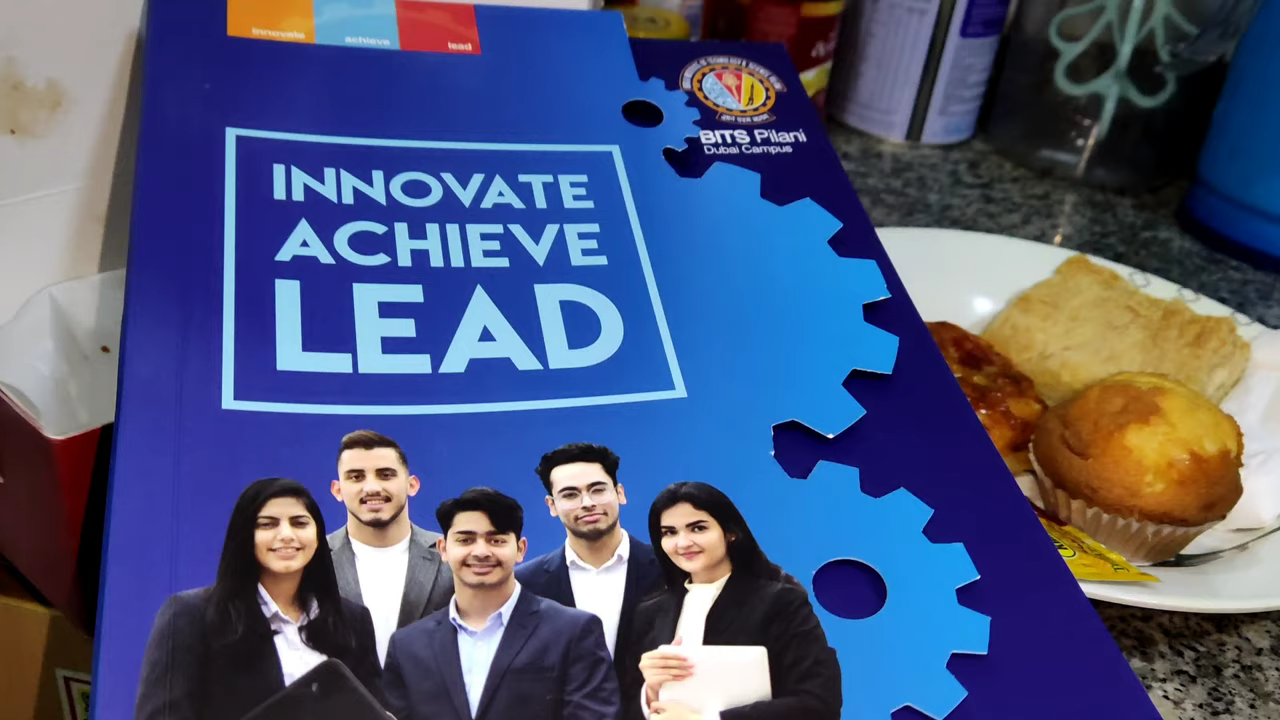 innovate
achieve
lead
BITS Pilani
Dubai Campus
INNOVATE
ACHIEVE
LEAD